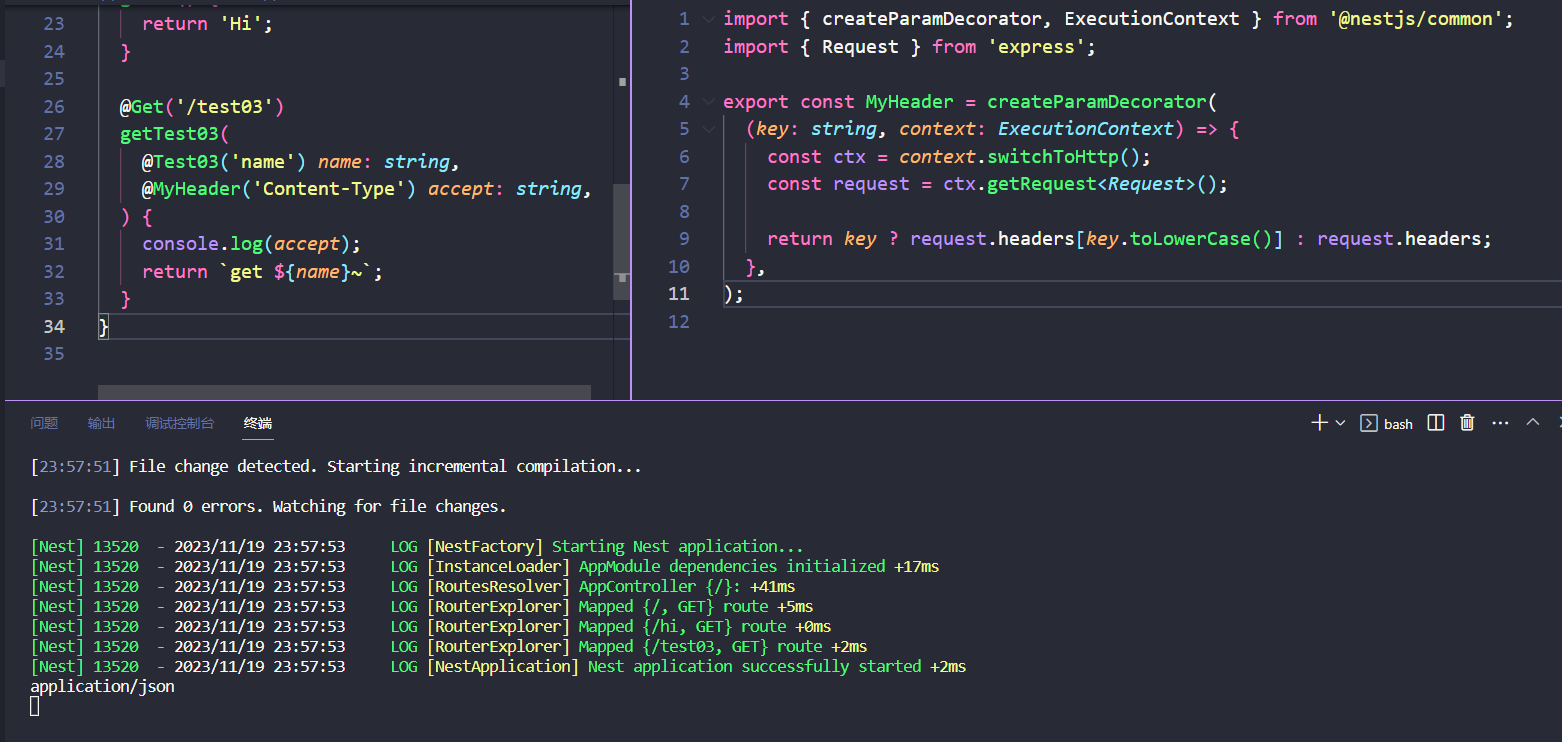 23 return 'Hi';
24 }
25
26 @Get('/test03')
27 getTest03(
28 @Test03('name') name: string,
29 @MyHeader('Content-Type') accept: string,
30 ) {
31 console.log(accept);
32 return `get ${name}~`;
33 }
34 }
35
1 import { createParamDecorator, ExecutionContext } from '@nestjs/common';
2 import { Request } from 'express';
3
4 export const MyHeader = createParamDecorator(
5 (key: string, context: ExecutionContext) => {
6 const ctx = context.switchToHttp();
7 const request = ctx.getRequest<Request>();
8
9 return key ? request.headers[key.toLowerCase()] : request.headers;
10 },
11 );
12
问题 输出 调试控制台 终端
bash
[23:57:51] File change detected. Starting incremental compilation...
[23:57:51] Found 0 errors. Watching for file changes.
[Nest] 13520  - 2023/11/19 23:57:53     LOG [NestFactory] Starting Nest application...
[Nest] 13520  - 2023/11/19 23:57:53     LOG [InstanceLoader] AppModule dependencies initialized +17ms
[Nest] 13520  - 2023/11/19 23:57:53     LOG [RoutesResolver] AppController {/}: +41ms
[Nest] 13520  - 2023/11/19 23:57:53     LOG [RouterExplorer] Mapped {/, GET} route +5ms
[Nest] 13520  - 2023/11/19 23:57:53     LOG [RouterExplorer] Mapped {/hi, GET} route +0ms
[Nest] 13520  - 2023/11/19 23:57:53     LOG [RouterExplorer] Mapped {/test03, GET} route +2ms
[Nest] 13520  - 2023/11/19 23:57:53     LOG [NestApplication] Nest application successfully started +2ms
application/json